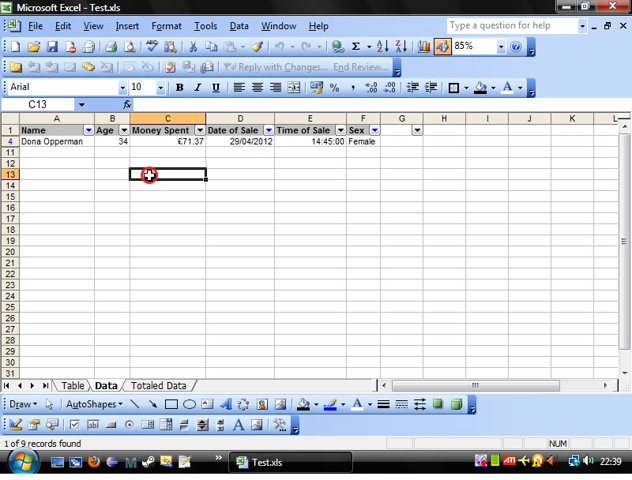 Microsoft Excel - Test.xls
File Edit View Insert Format Tools Data Window Help Type a question for help
Σ 85%
Reply with Changes... End Review...
Arial 10 B I U
C13 fx
A B C D E F G H I J K L
1 Name Age Money Spent Date of Sale Time of Sale Sex
4 Dona Opperman 34 £71.37 29/04/2012 14:45:00 Female
11
12
13
14
15
16
17
18
19
20
21
22
23
24
25
26
27
28
29
30
31
Table Data Totaled Data
Draw AutoShapes
1 of 9 records found NUM
Test.xls ATI 22:39